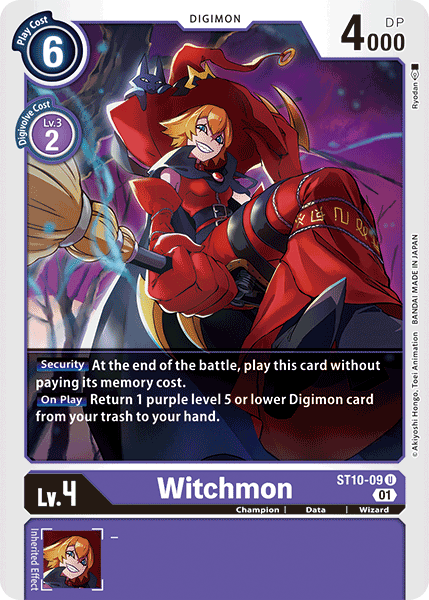 DIGIMON
Play Cost
6
4000
DP
Digivolve Cost
Lv.3
2
Ryodan
Security At the end of the battle, play this card without
paying its memory cost.
On Play Return 1 purple level 5 or lower Digimon card
from your trash to your hand.
©Akiyoshi Hongo, Toei Animation BANDAI MADE IN JAPAN
Lv.4
Witchmon
ST10-09 U
01
Champion | Data | Wizard
Inherited Effect
–